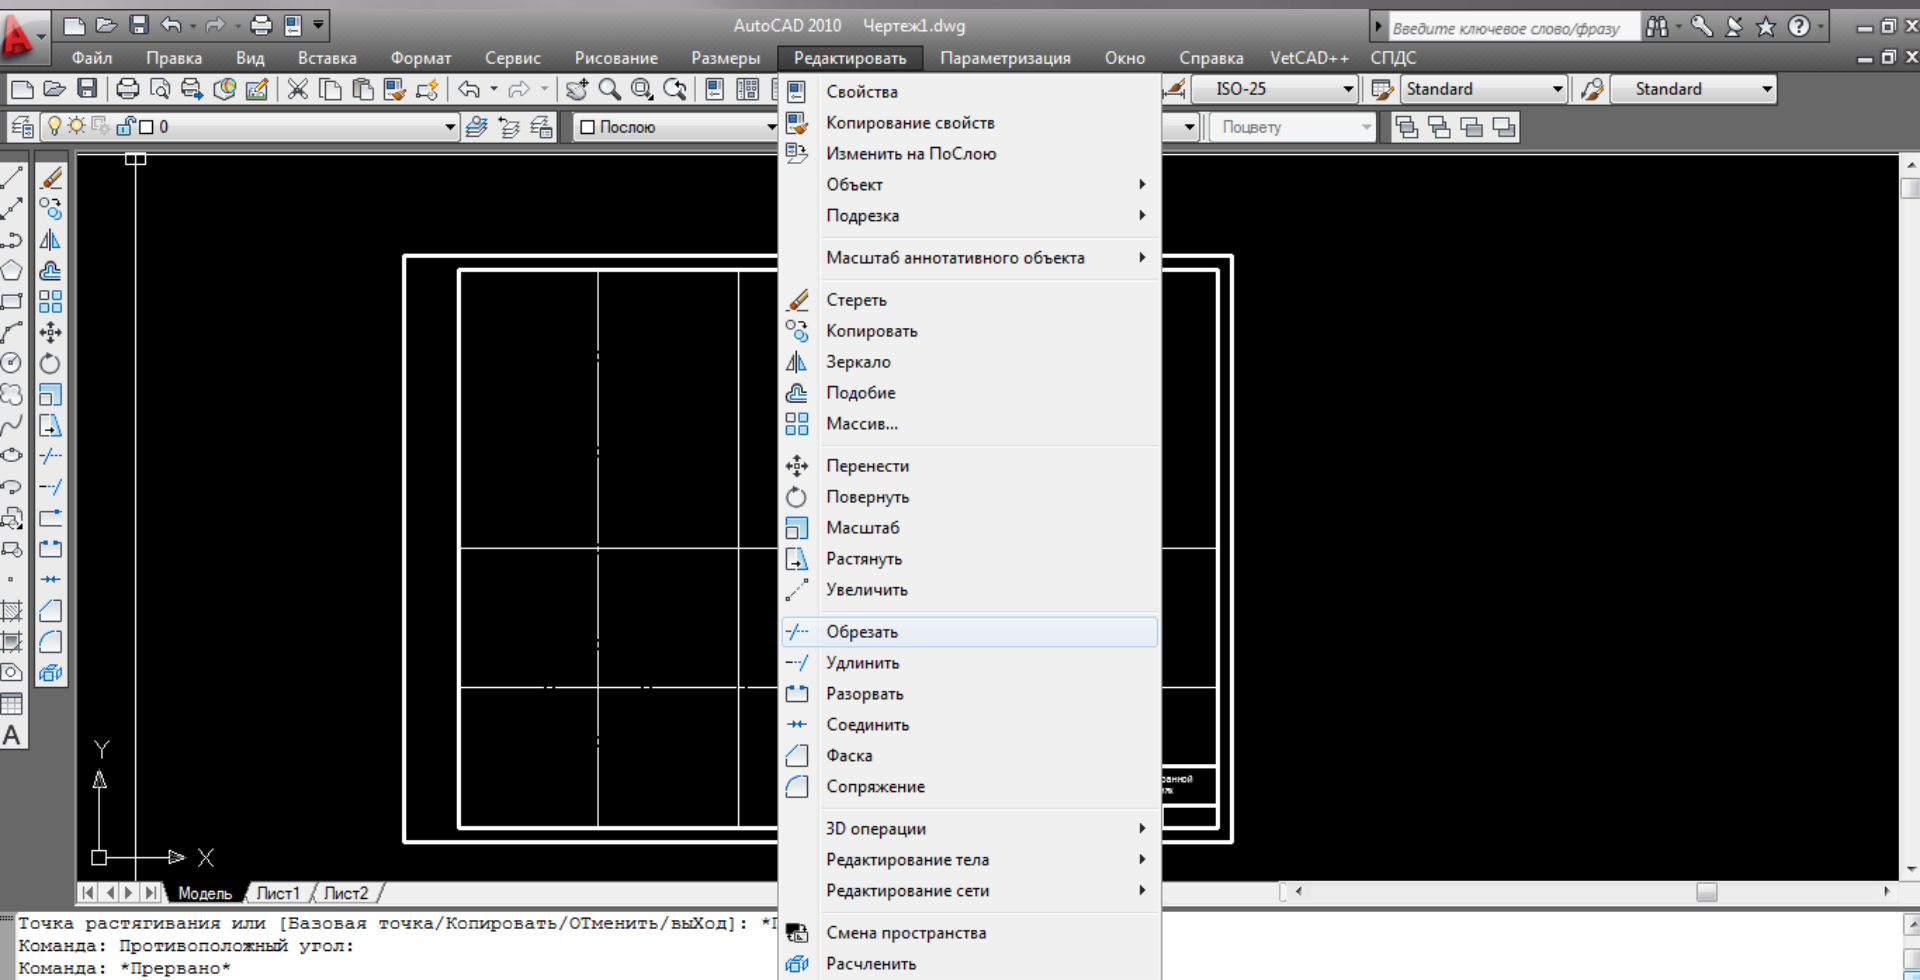 AutoCAD 2010 Чертеж1.dwg
Введите ключевое слово/фразу
Файл Правка Вид Вставка Формат Сервис Рисование Размеры Редактировать Параметризация Окно Справка VetCAD++ СПДС
ISO-25 Standard Standard
0 Послою Поцвету
Свойства
Копирование свойств
Изменить на ПоСлою
Объект
Подрезка
Масштаб аннотативного объекта
Стереть
Копировать
Зеркало
Подобие
Массив...
Перенести
Повернуть
Масштаб
Растянуть
Увеличить
Обрезать
Удлинить
Разорвать
Соединить
Фаска
Сопряжение
3D операции
Редактирование тела
Редактирование сети
Смена пространства
Расчленить
A
Y
X
Модель Лист1 Лист2
Точка растягивания или [Базовая точка/Копировать/ОТменить/выХод]: *П
Команда: Противоположный угол:
Команда: *Прервано*